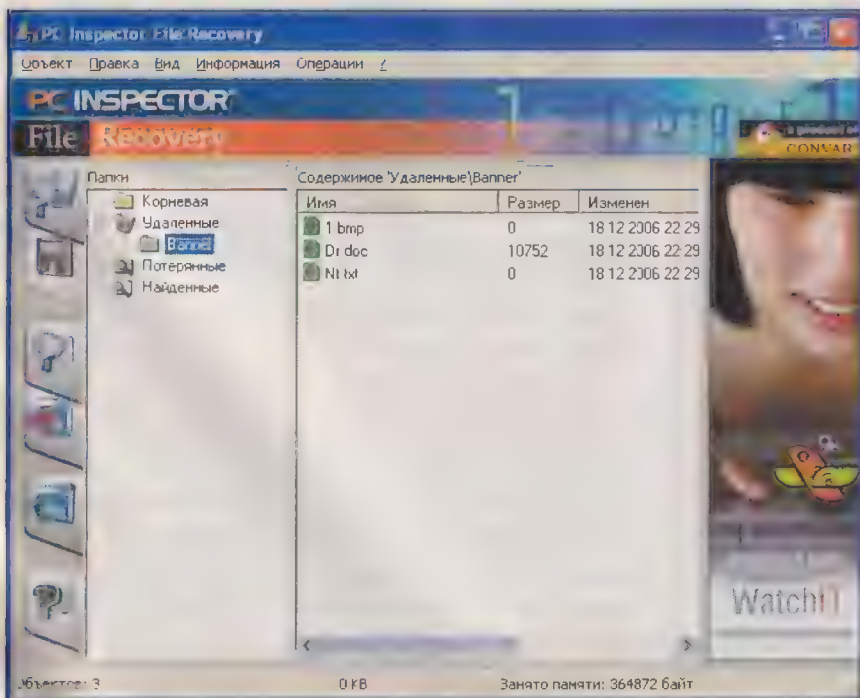 PC Inspector File Recovery
Объект Правка Вид Информация Операции ?
PC INSPECTOR
File Recovery
CONVAR
Папки
Содержимое 'Удаленные\Banner'
Корневая
Удаленные
Banner
Потерянные
Найденные
Имя Размер Изменен
1 bmp 0 18 12 2006 22 29
Dr doc 10752 18 12 2006 22 29
Nt txt 0 18 12 2006 22 29
Объектов: 3 0 KB Занято памяти: 364872 байт